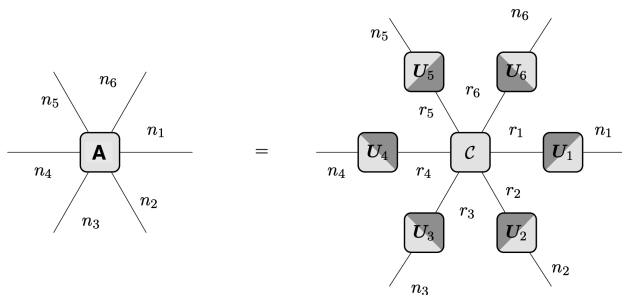 n₆
n₅ n₆ n₅ U₅ U₆
r₅ r₆
n₁ r₁ n₁
A = U₄ C U₁
n₄ n₄ r₄ r₂
n₃ n₂ r₃
U₃ U₂
n₃ n₂